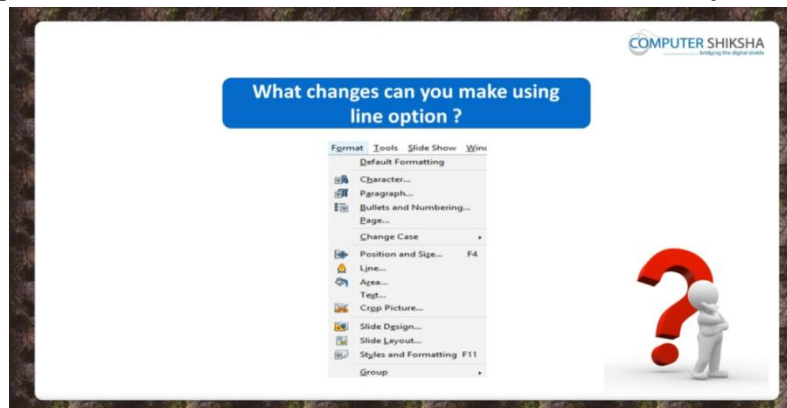 COMPUTER SHIKSHA
bridging the digital divide
What changes can you make using
line option ?
Format Tools Slide Show
Default Formatting
Character...
Paragraph...
Bullets and Numbering...
Page...
Change Case
Position and Size... F4
Line...
Area...
Text...
Crop Picture...
Slide Design...
Slide Layout...
Styles and Formatting F11
Group